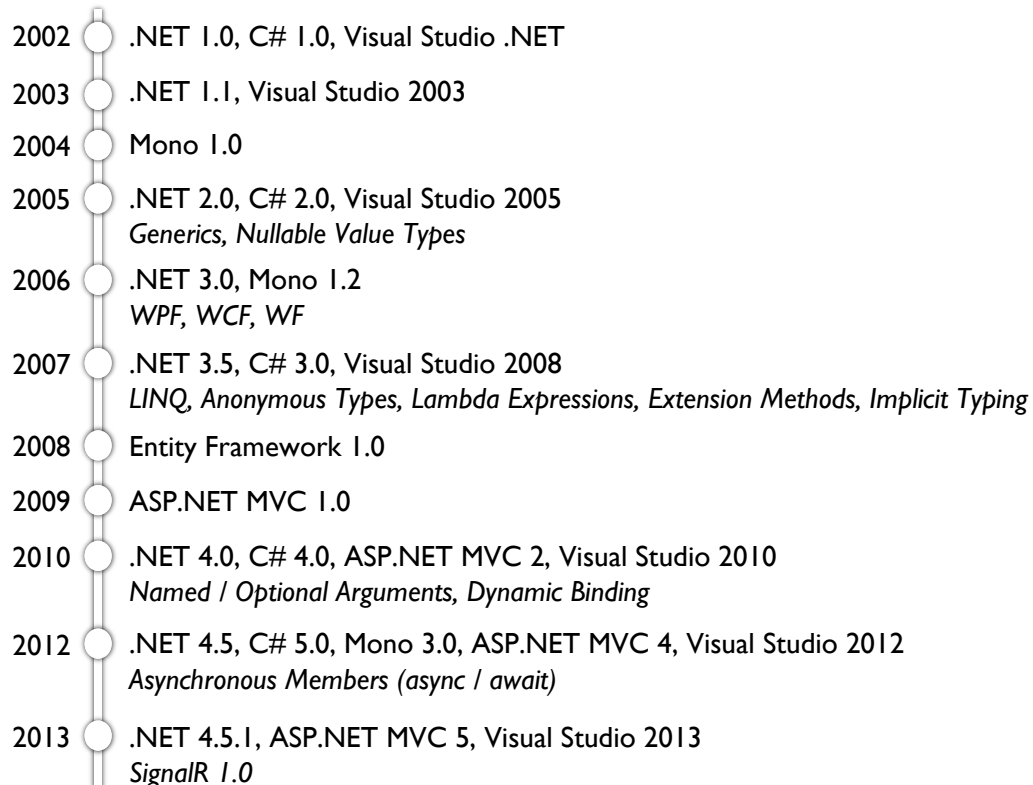 2002 .NET 1.0, C# 1.0, Visual Studio .NET
2003 .NET 1.1, Visual Studio 2003
2004 Mono 1.0
2005 .NET 2.0, C# 2.0, Visual Studio 2005
Generics, Nullable Value Types
2006 .NET 3.0, Mono 1.2
WPF, WCF, WF
2007 .NET 3.5, C# 3.0, Visual Studio 2008
LINQ, Anonymous Types, Lambda Expressions, Extension Methods, Implicit Typing
2008 Entity Framework 1.0
2009 ASP.NET MVC 1.0
2010 .NET 4.0, C# 4.0, ASP.NET MVC 2, Visual Studio 2010
Named / Optional Arguments, Dynamic Binding
2012 .NET 4.5, C# 5.0, Mono 3.0, ASP.NET MVC 4, Visual Studio 2012
Asynchronous Members (async / await)
2013 .NET 4.5.1, ASP.NET MVC 5, Visual Studio 2013
SignalR 1.0